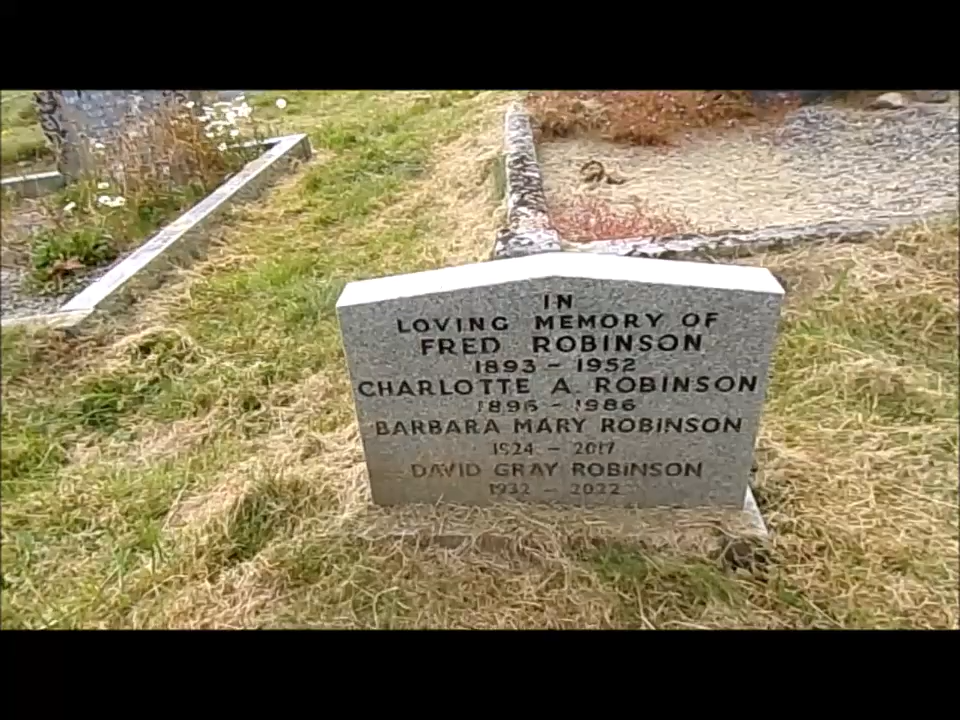 IN
LOVING MEMORY OF
FRED ROBINSON
1893 - 1952
CHARLOTTE A. ROBINSON
1896 - 1986
BARBARA MARY ROBINSON
1924 - 2017
DAVID GRAY ROBINSON
1932 - 2022